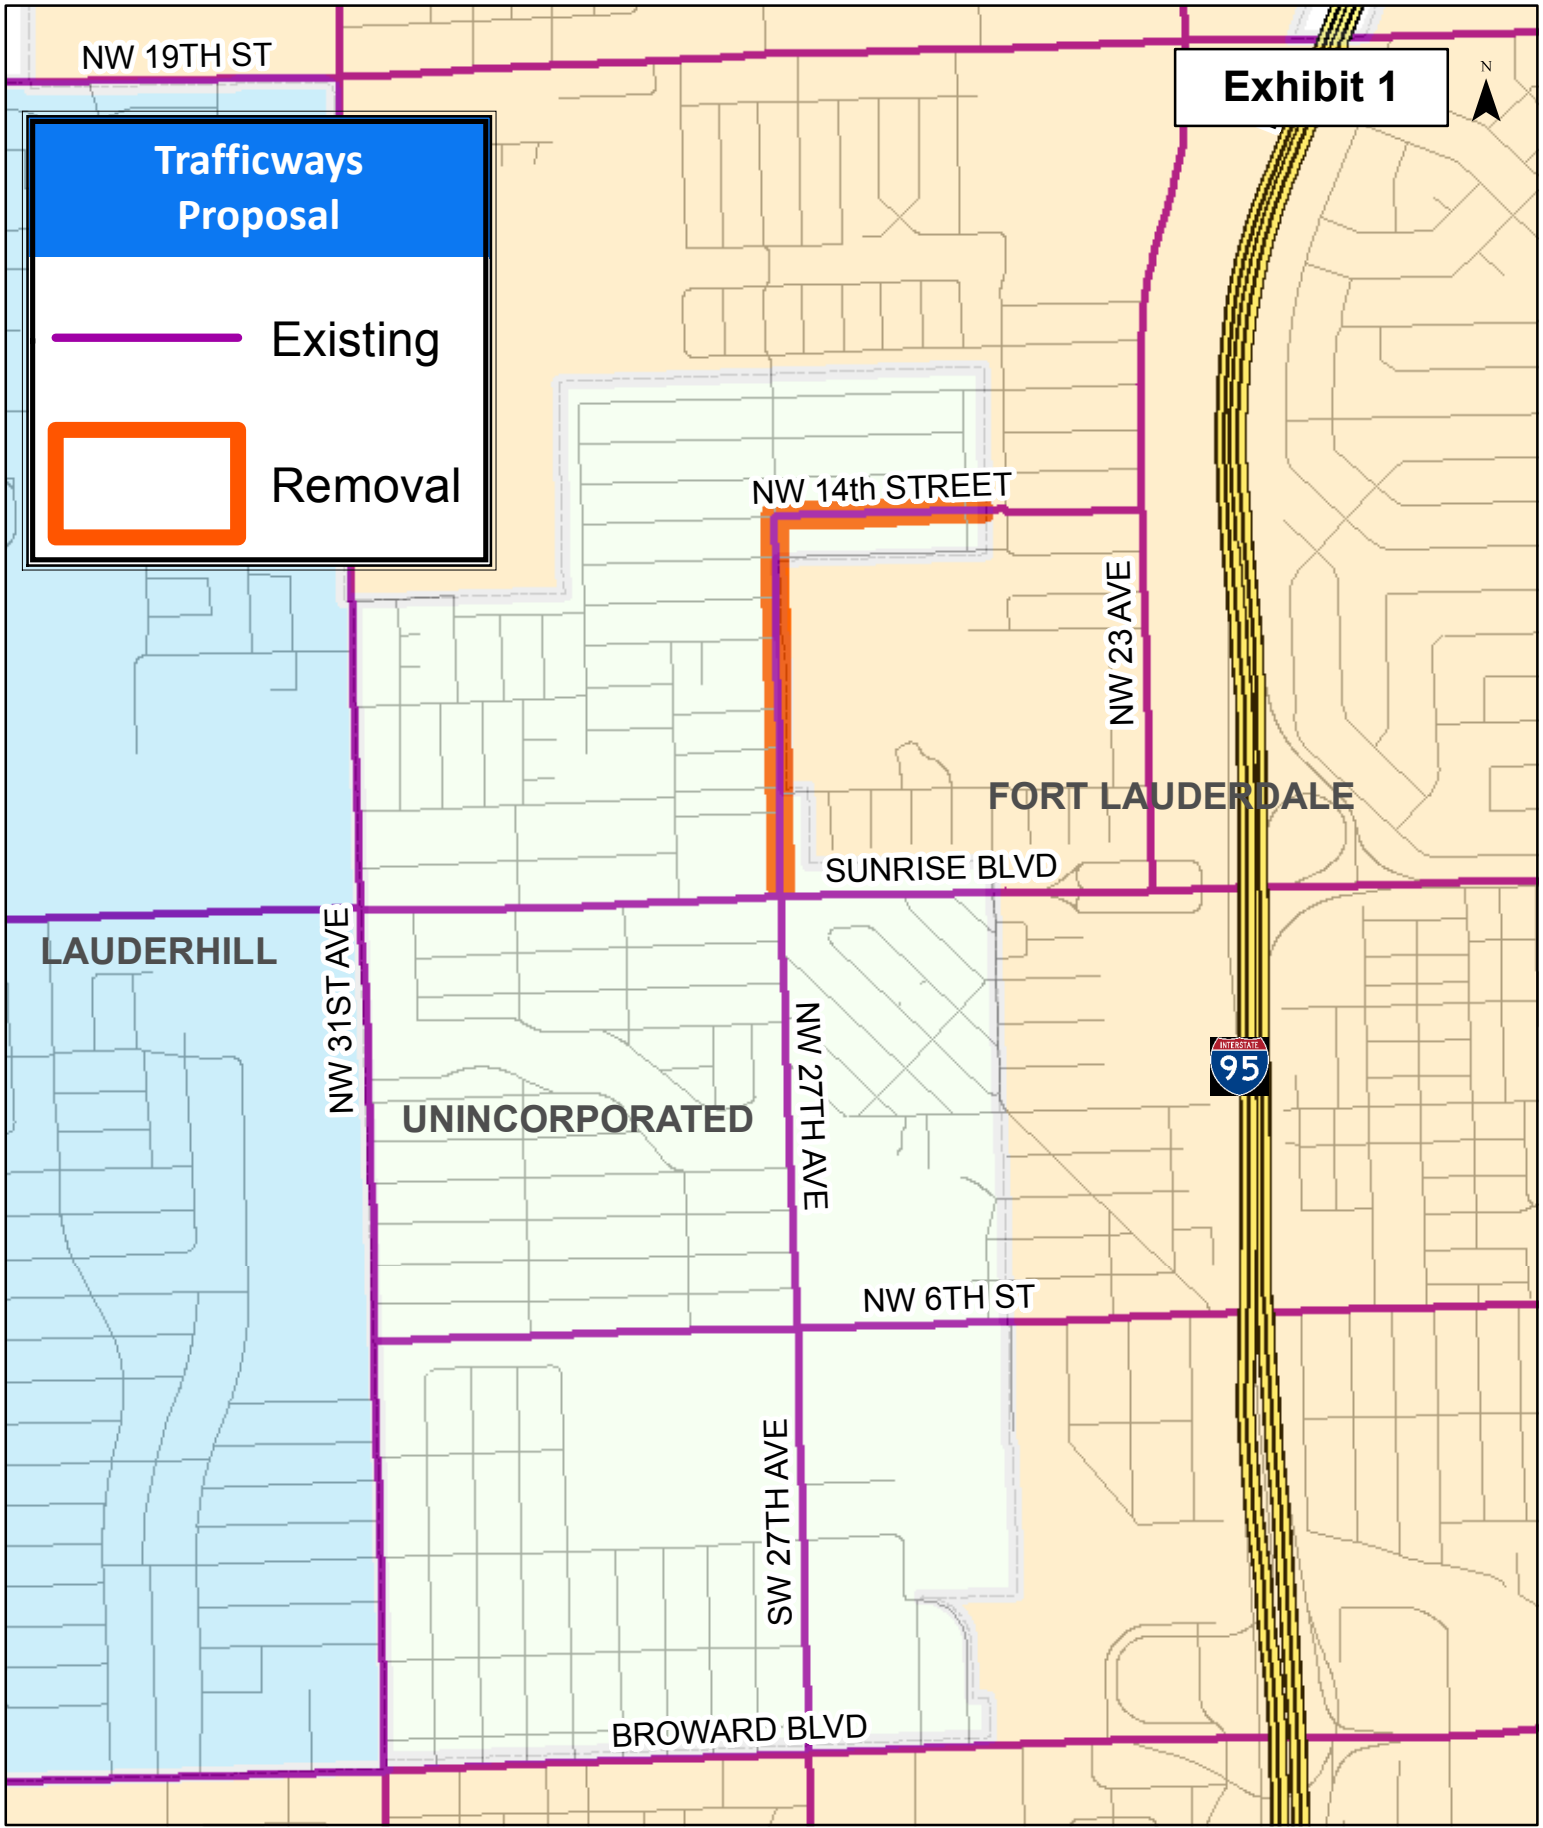 NW 19TH ST
Exhibit 1
N
Trafficways
Proposal
Existing
Removal
NW 14th STREET
NW 23 AVE
FORT LAUDERDALE
SUNRISE BLVD
LAUDERHILL
NW 31ST AVE
NW 27TH AVE
INTERSTATE
95
UNINCORPORATED
NW 6TH ST
SW 27TH AVE
BROWARD BLVD